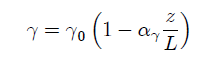 γ = γ₀ (1 − α_γ z/L)